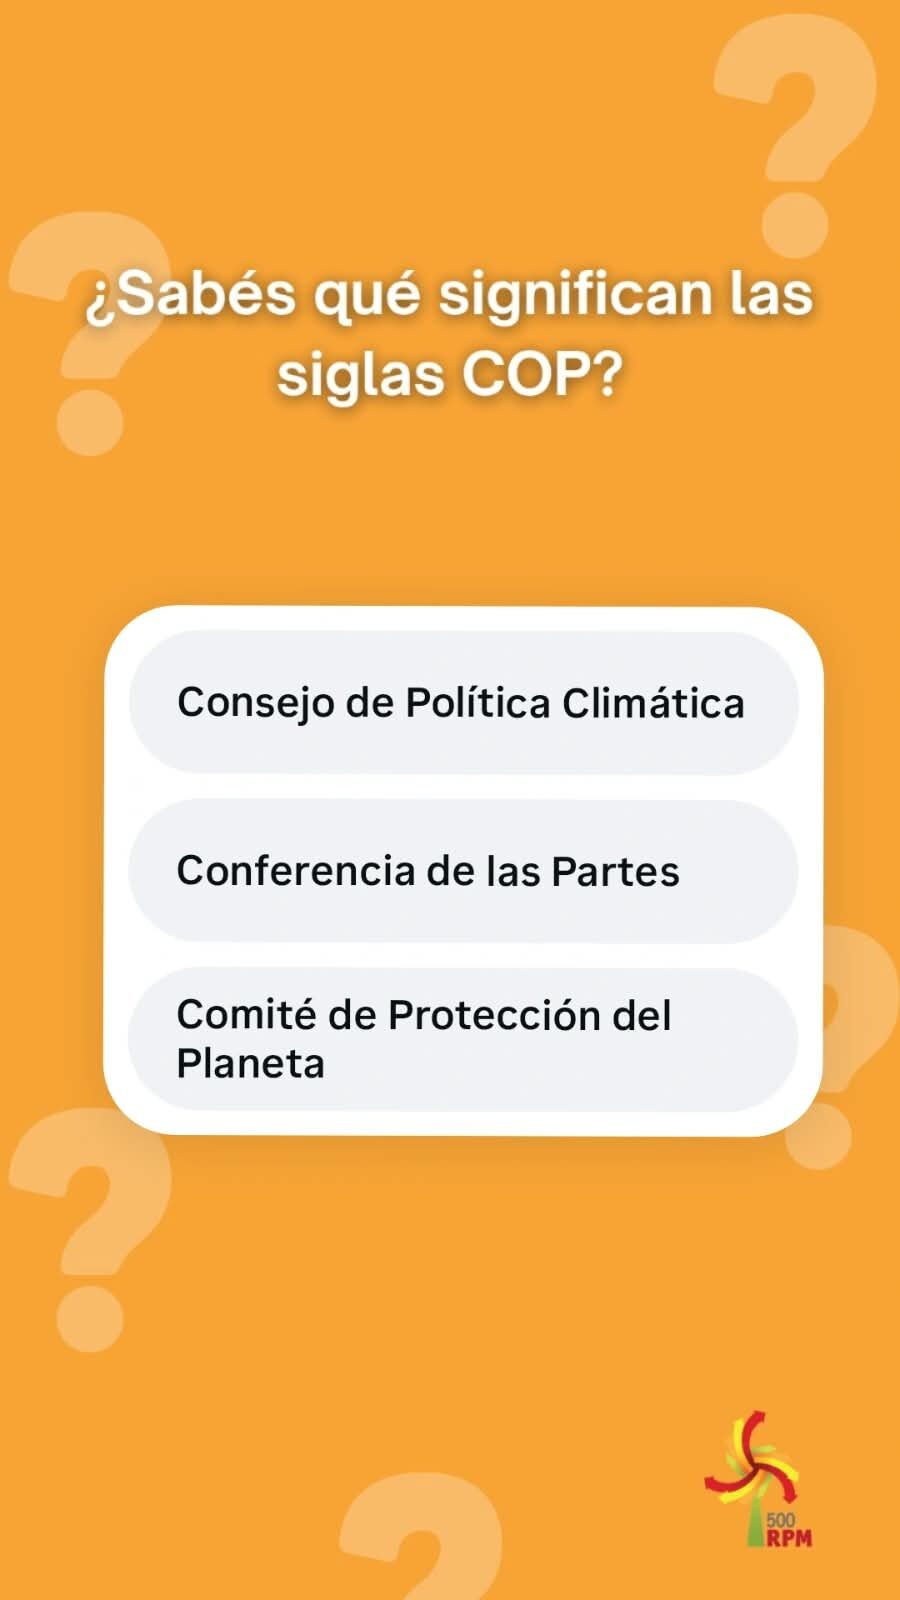 ¿Sabés qué significan las
siglas COP?
Consejo de Política Climática
Conferencia de las Partes
Comité de Protección del
Planeta
500
RPM